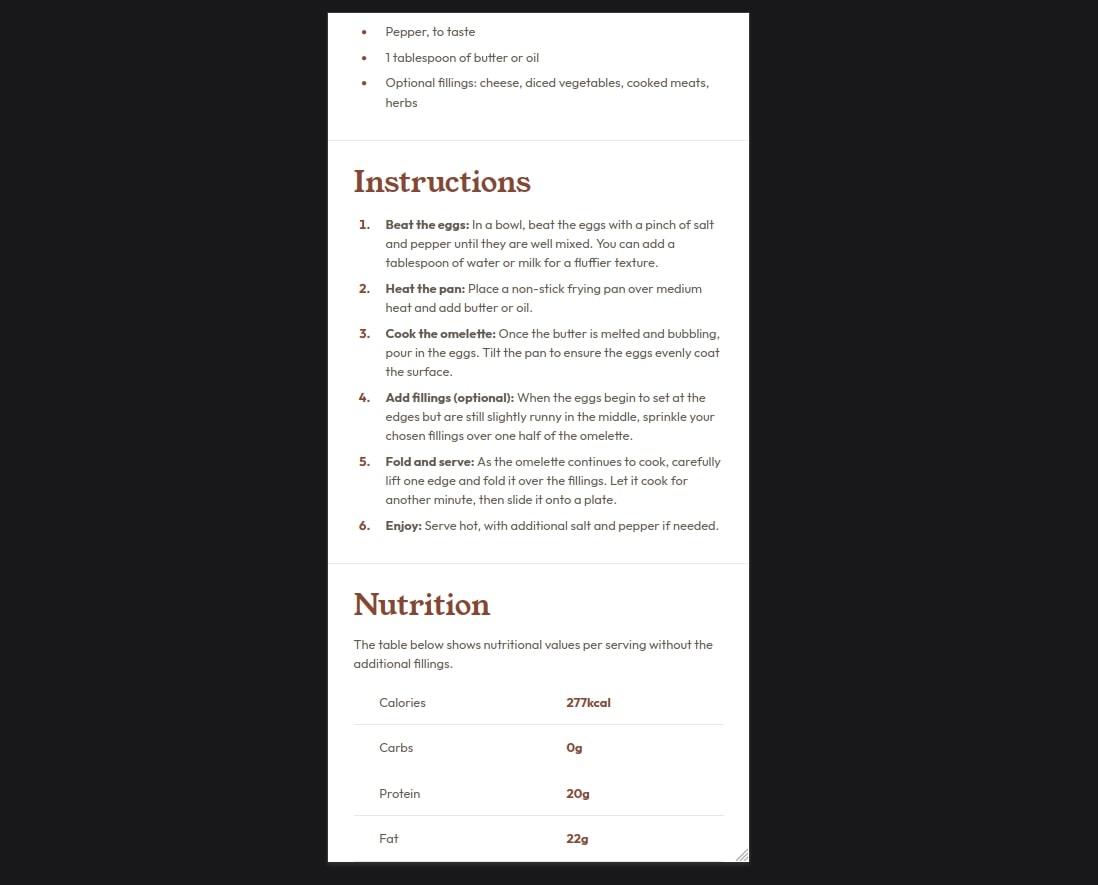 Pepper, to taste
1 tablespoon of butter or oil
Optional fillings: cheese, diced vegetables, cooked meats,
herbs
Instructions
1. Beat the eggs: In a bowl, beat the eggs with a pinch of salt
and pepper until they are well mixed. You can add a
tablespoon of water or milk for a fluffier texture.
2. Heat the pan: Place a non-stick frying pan over medium
heat and add butter or oil.
3. Cook the omelette: Once the butter is melted and bubbling,
pour in the eggs. Tilt the pan to ensure the eggs evenly coat
the surface.
4. Add fillings (optional): When the eggs begin to set at the
edges but are still slightly runny in the middle, sprinkle your
chosen fillings over one half of the omelette.
5. Fold and serve: As the omelette continues to cook, carefully
lift one edge and fold it over the fillings. Let it cook for
another minute, then slide it onto a plate.
6. Enjoy: Serve hot, with additional salt and pepper if needed.
Nutrition
The table below shows nutritional values per serving without the
additional fillings.
Calories 277kcal
Carbs 0g
Protein 20g
Fat 22g